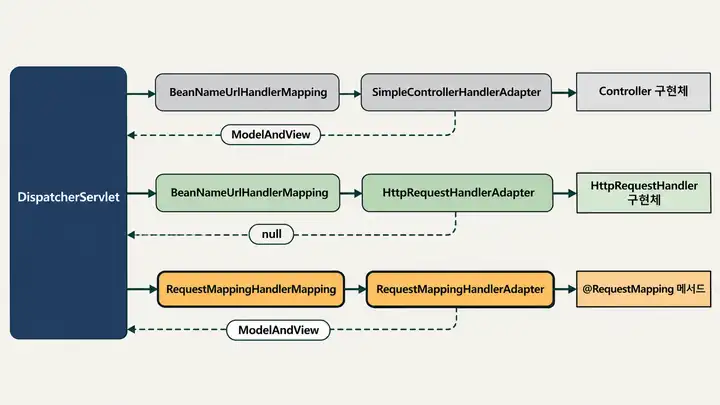 DispatcherServlet
BeanNameUrlHandlerMapping
SimpleControllerHandlerAdapter
Controller 구현체
ModelAndView
BeanNameUrlHandlerMapping
HttpRequestHandlerAdapter
HttpRequestHandler
구현체
null
RequestMappingHandlerMapping
RequestMappingHandlerAdapter
@RequestMapping 메서드
ModelAndView